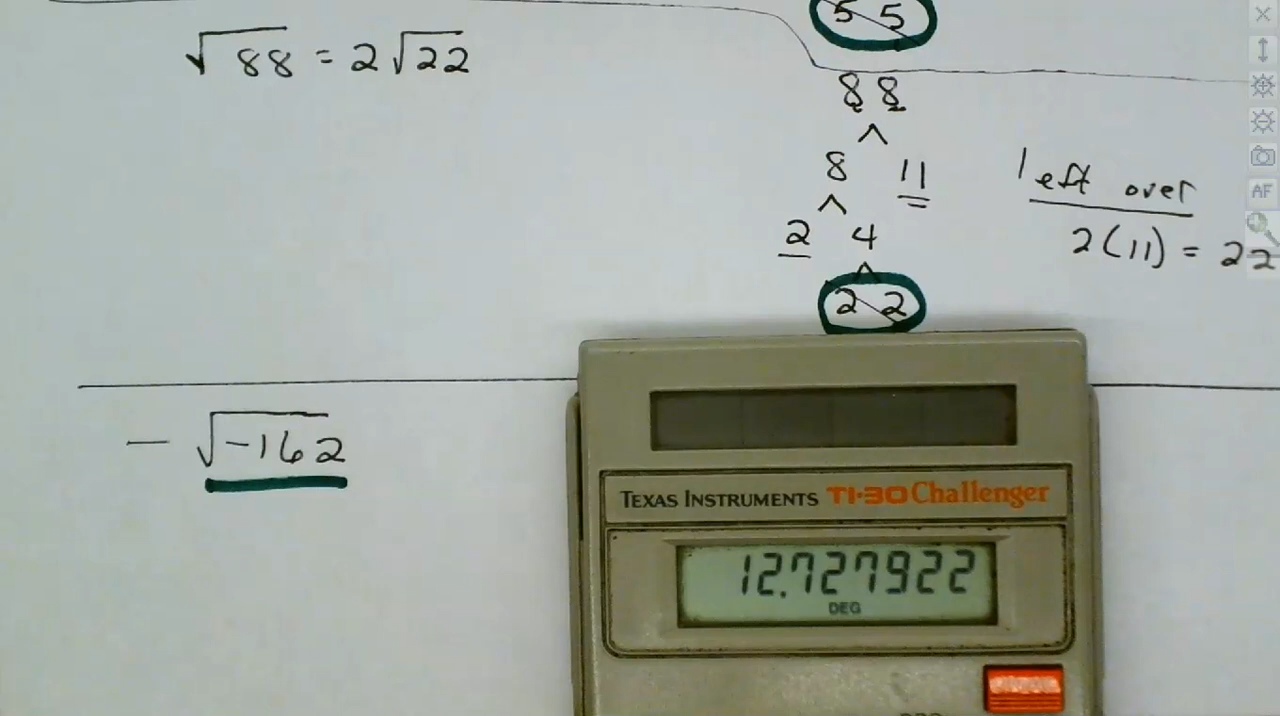 5 5
√88 = 2√22
88
8 11
left over
2 4
2(11) = 22
2 2
- √-162
TEXAS INSTRUMENTS TI-30 Challenger
12.727922
DEG
AF